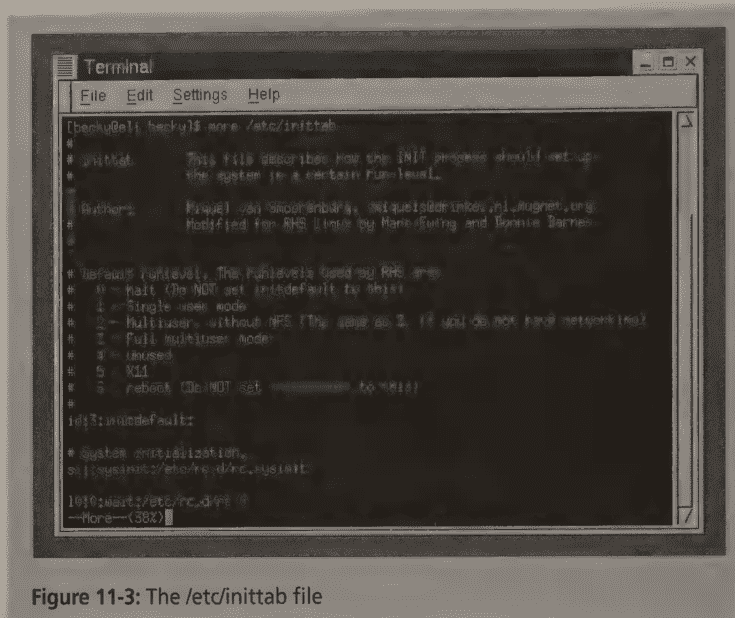 Terminal
File Edit Settings Help
[becky@eli becky]$ more /etc/inittab
#
# inittab This file describes how the INIT process should set up
# the system in a certain run-level.
#
# Author: Miquel van Smoorenburg,
# Modified for RHS Linux by Marc Ewing and Donnie Barnes
#
# Default runlevel. The runlevels used by RHS are:
# 0 - halt (Do NOT set initdefault to this)
# 1 - Single user mode
# 2 - Multiuser, without NFS (The same as 3, if you do not have networking)
# 3 - Full multiuser mode
# 4 - unused
# 5 - X11
# 6 - reboot (Do NOT set to this)
#
id:3:initdefault:
# System initialization.
si::sysinit:/etc/rc.d/rc.sysinit
l0:0:wait:/etc/rc.d/rc
--More--(38%)
Figure 11-3: The /etc/inittab file